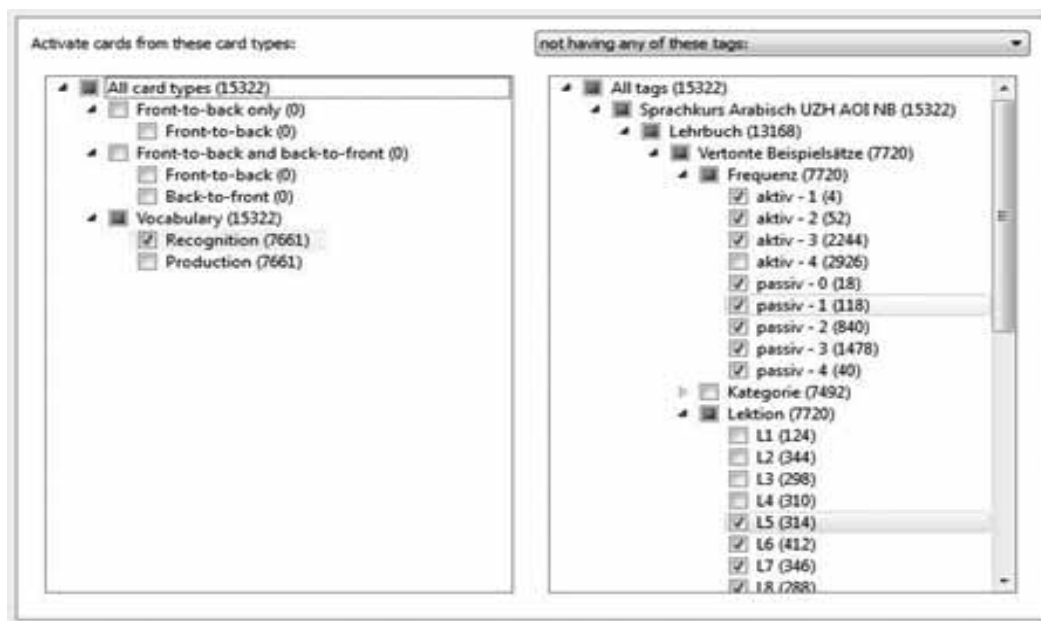 Activate cards from these card types:
All card types (15322)
Front-to-back only (0)
Front-to-back (0)
Front-to-back and back-to-front (0)
Front-to-back (0)
Back-to-front (0)
Vocabulary (15322)
Recognition (7661)
Production (7661)
not having any of these tags:
All tags (15322)
Sprachkurs Arabisch UZH AOI NB (15322)
Lehrbuch (13168)
Vertonte Beispielsätze (7720)
Frequenz (7720)
aktiv - 1 (4)
aktiv - 2 (52)
aktiv - 3 (2244)
aktiv - 4 (2926)
passiv - 0 (18)
passiv - 1 (118)
passiv - 2 (840)
passiv - 3 (1478)
passiv - 4 (40)
Kategorie (7492)
Lektion (7720)
L1 (124)
L2 (344)
L3 (298)
L4 (310)
L5 (314)
L6 (412)
L7 (346)
L8 (288)